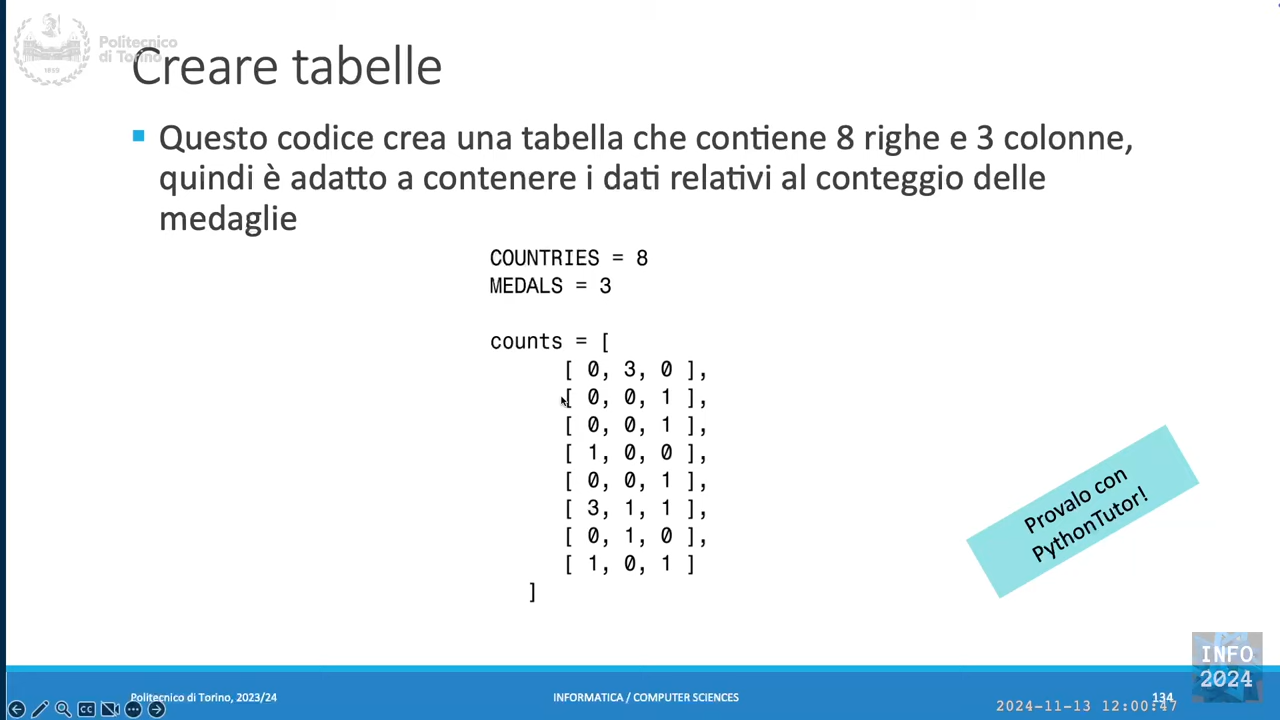 Politecnico
di Torino
Creare tabelle
Questo codice crea una tabella che contiene 8 righe e 3 colonne,
quindi è adatto a contenere i dati relativi al conteggio delle
medaglie
COUNTRIES = 8
MEDALS = 3
counts = [
[ 0, 3, 0 ],
[ 0, 0, 1 ],
[ 0, 0, 1 ],
[ 1, 0, 0 ],
[ 0, 0, 1 ],
[ 3, 1, 1 ],
[ 0, 1, 0 ],
[ 1, 0, 1 ]
]
Provalo con
PythonTutor!
INFO
2024
Politecnico di Torino, 2023/24
INFORMATICA / COMPUTER SCIENCES
134
2024-11-13 12:00:47
CC